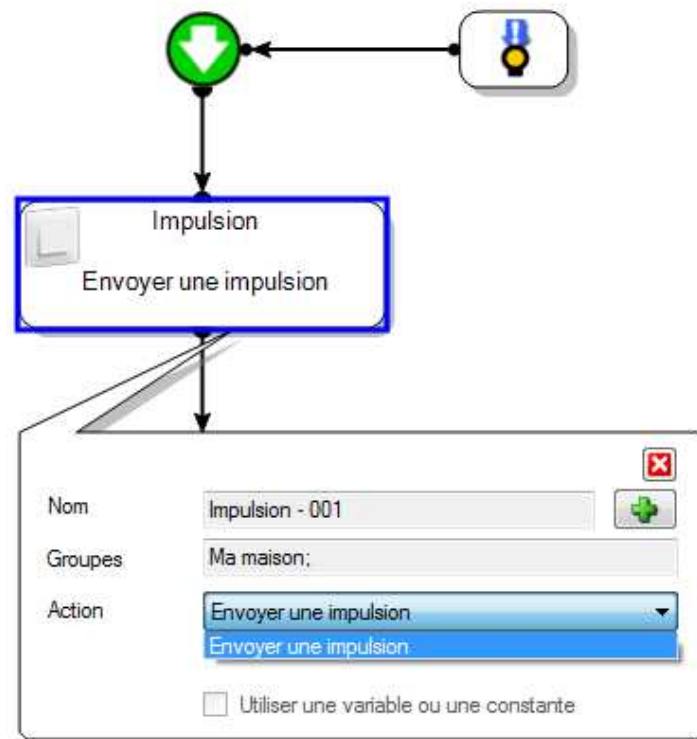 Impulsion
Envoyer une impulsion
Nom Impulsion - 001
Groupes Ma maison;
Action Envoyer une impulsion
Envoyer une impulsion
Utiliser une variable ou une constante